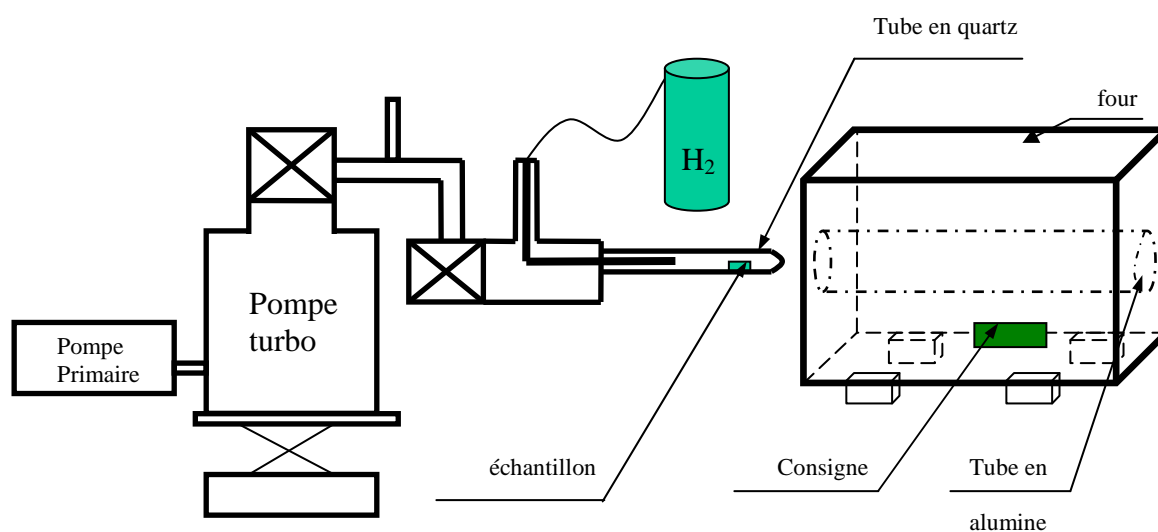 Tube en quartz
four
H₂
Pompe
turbo
Pompe
Primaire
échantillon
Consigne
Tube en
alumine